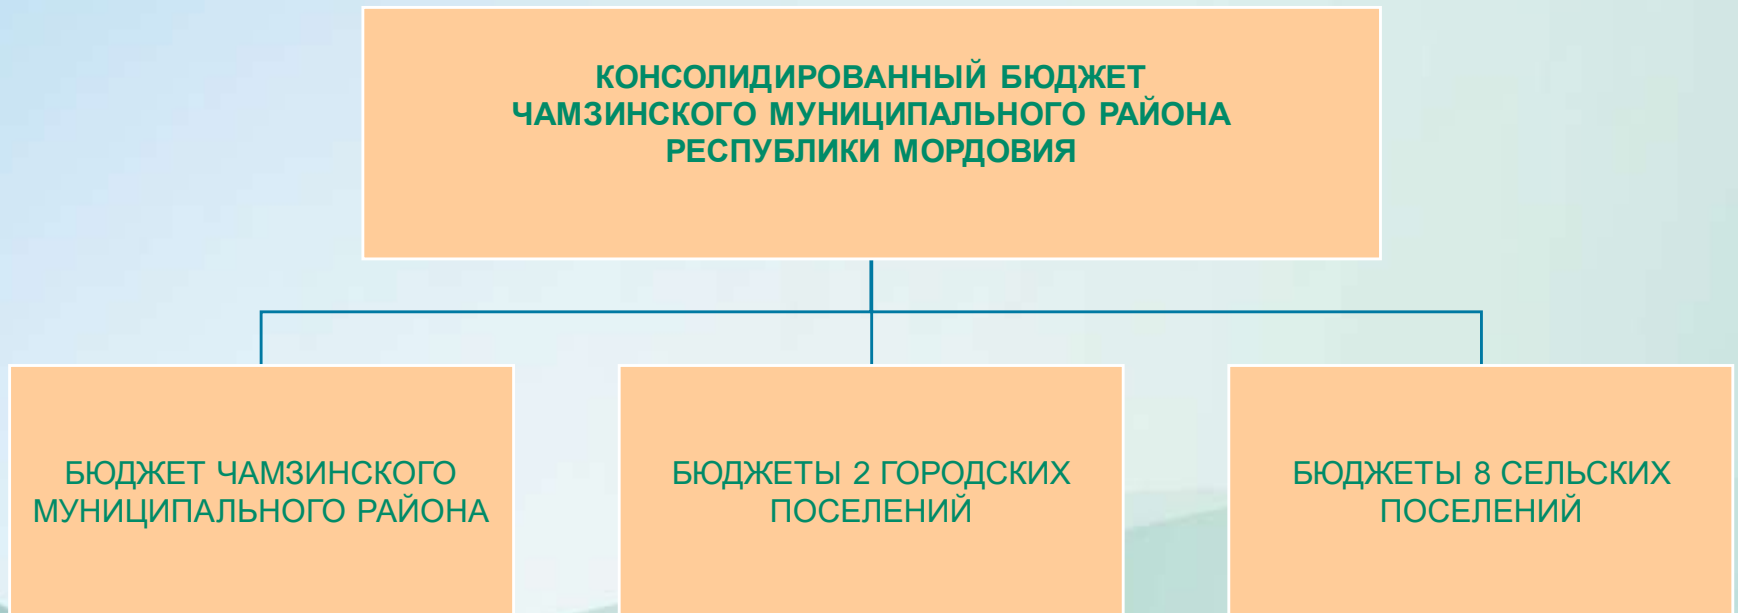 КОНСОЛИДИРОВАННЫЙ БЮДЖЕТ
ЧАМЗИНСКОГО МУНИЦИПАЛЬНОГО РАЙОНА
РЕСПУБЛИКИ МОРДОВИЯ
БЮДЖЕТ ЧАМЗИНСКОГО
МУНИЦИПАЛЬНОГО РАЙОНА
БЮДЖЕТЫ 2 ГОРОДСКИХ
ПОСЕЛЕНИЙ
БЮДЖЕТЫ 8 СЕЛЬСКИХ
ПОСЕЛЕНИЙ